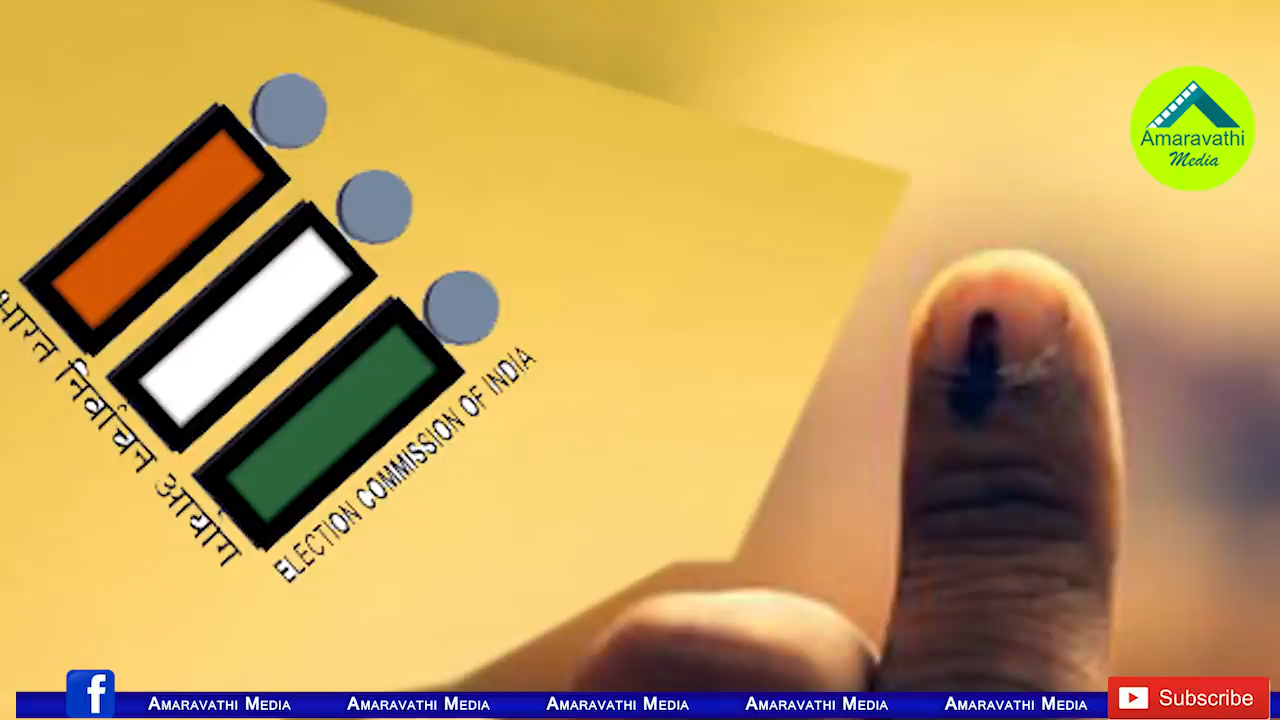 Amaravathi
Media
भारत निर्वाचन आयोग
ELECTION COMMISSION OF INDIA
f AMARAVATHI MEDIA AMARAVATHI MEDIA AMARAVATHI MEDIA AMARAVATHI MEDIA AMARAVATHI MEDIA Subscribe